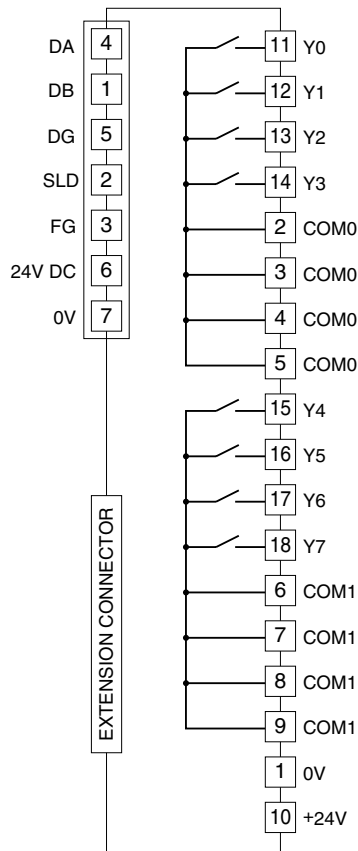 DA 4
DB 1
DG 5
SLD 2
FG 3
24V DC 6
0V 7
EXTENSION CONNECTOR
11 Y0
12 Y1
13 Y2
14 Y3
2 COM0
3 COM0
4 COM0
5 COM0
15 Y4
16 Y5
17 Y6
18 Y7
6 COM1
7 COM1
8 COM1
9 COM1
1 0V
10 +24V